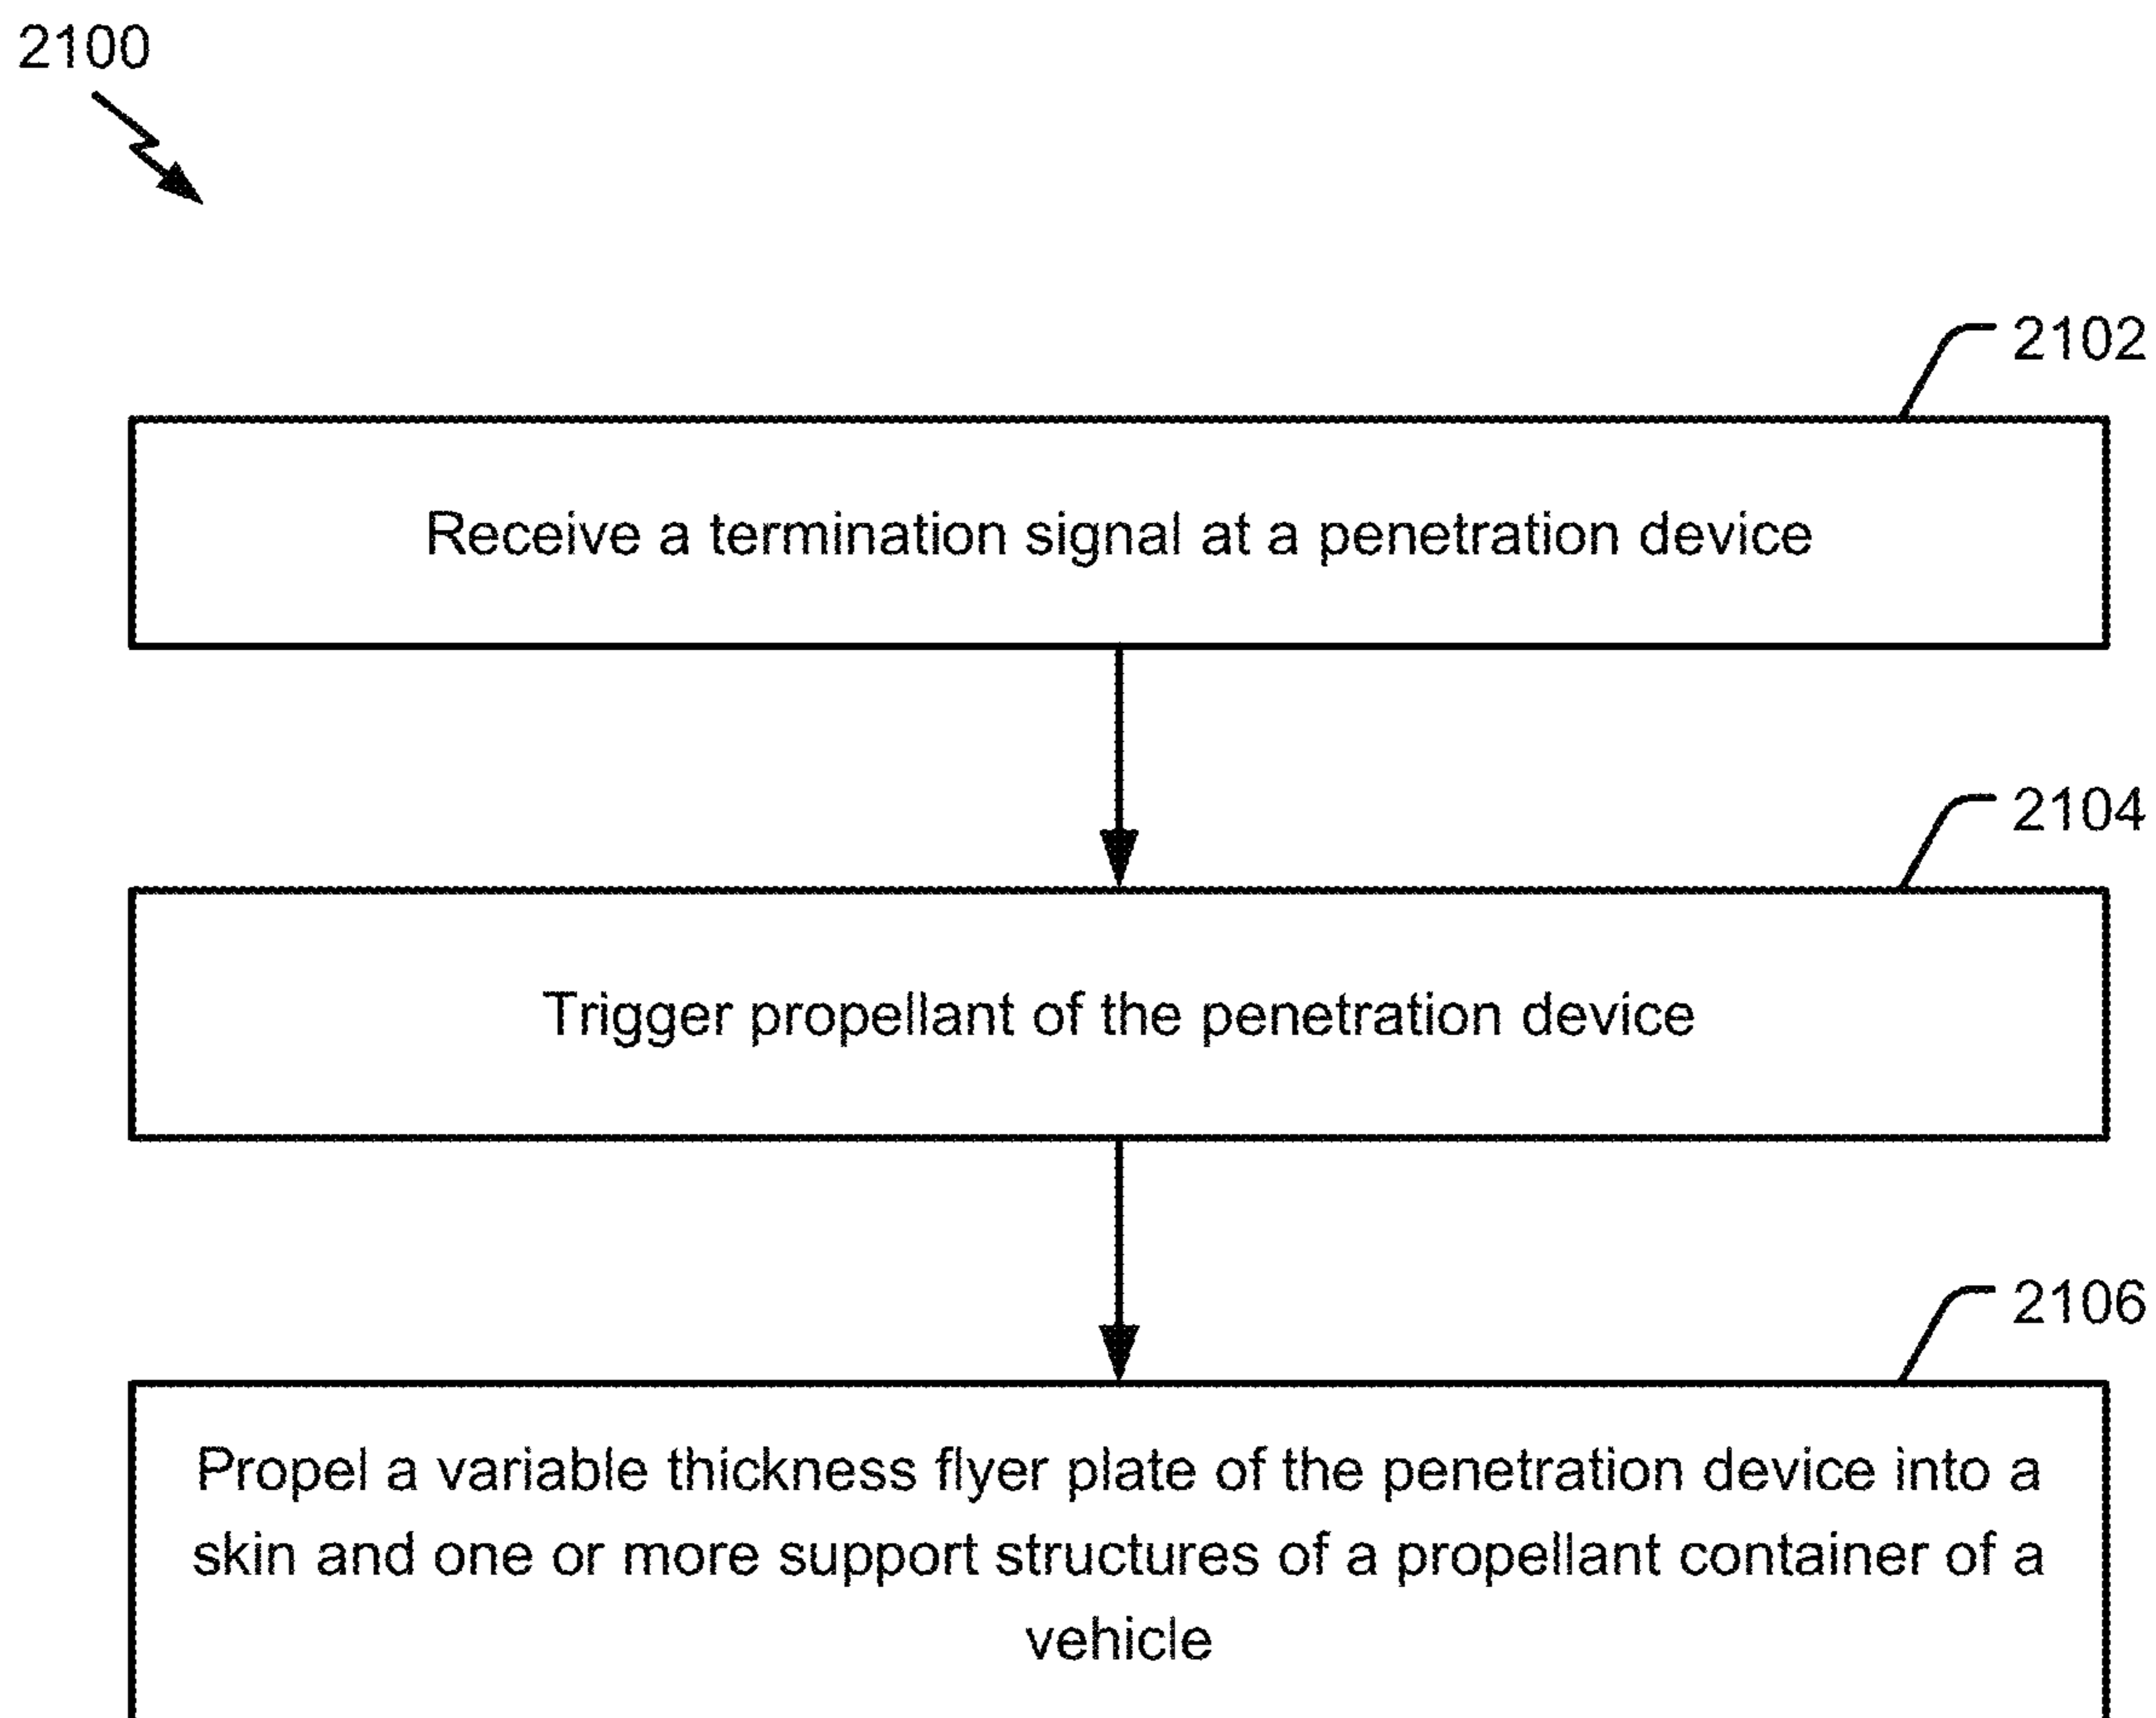 2100
2102
Receive a termination signal at a penetration device
2104
Trigger propellant of the penetration device
2106
Propel a variable thickness flyer plate of the penetration device into a
skin and one or more support structures of a propellant container of a
vehicle